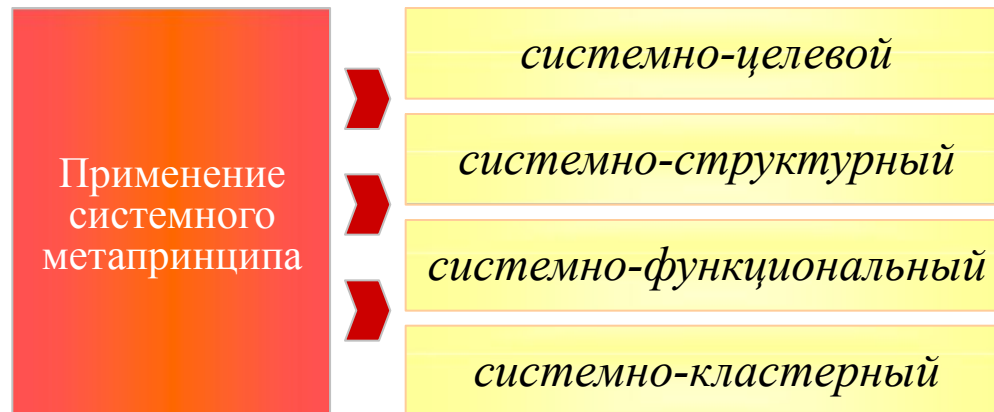 Применение
системного
метапринципа
системно-целевой
системно-структурный
системно-функциональный
системно-кластерный